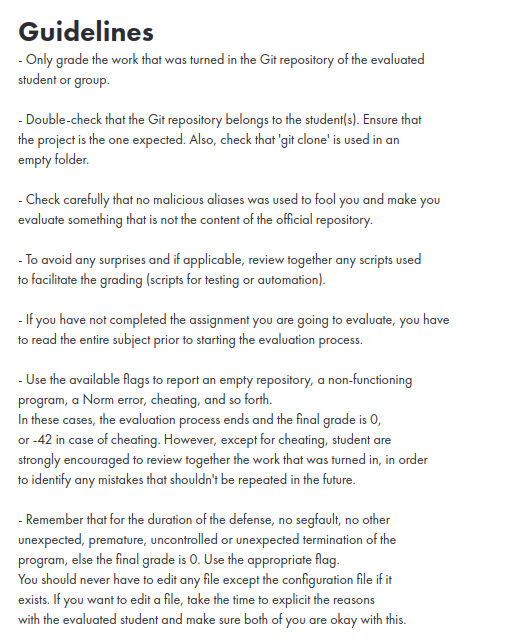 Guidelines
- Only grade the work that was turned in the Git repository of the evaluated
student or group.
- Double-check that the Git repository belongs to the student(s). Ensure that
the project is the one expected. Also, check that 'git clone' is used in an
empty folder.
- Check carefully that no malicious aliases was used to fool you and make you
evaluate something that is not the content of the official repository.
- To avoid any surprises and if applicable, review together any scripts used
to facilitate the grading (scripts for testing or automation).
- If you have not completed the assignment you are going to evaluate, you have
to read the entire subject prior to starting the evaluation process.
- Use the available flags to report an empty repository, a non-functioning
program, a Norm error, cheating, and so forth.
In these cases, the evaluation process ends and the final grade is 0,
or -42 in case of cheating. However, except for cheating, student are
strongly encouraged to review together the work that was turned in, in order
to identify any mistakes that shouldn't be repeated in the future.
- Remember that for the duration of the defense, no segfault, no other
unexpected, premature, uncontrolled or unexpected termination of the
program, else the final grade is 0. Use the appropriate flag.
You should never have to edit any file except the configuration file if it
exists. If you want to edit a file, take the time to explicit the reasons
with the evaluated student and make sure both of you are okay with this.